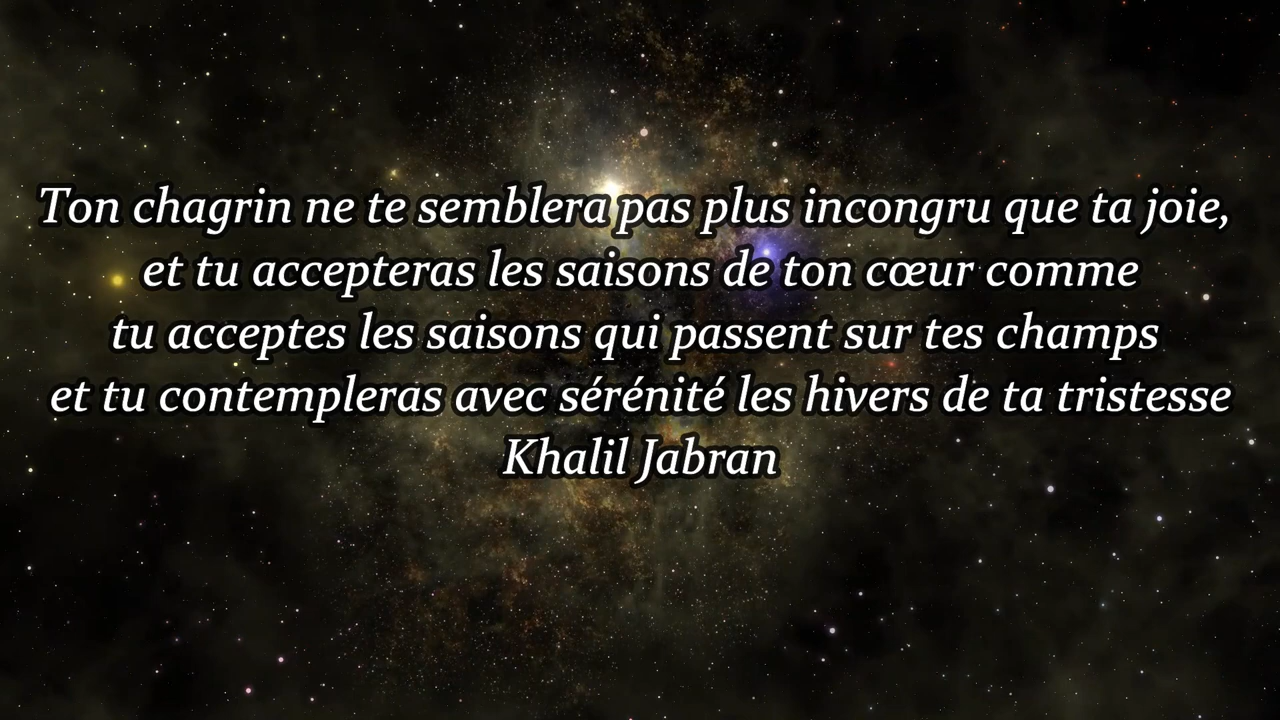 Ton chagrin ne te semblera pas plus incongru que ta joie,
et tu accepteras les saisons de ton cœur comme
tu acceptes les saisons qui passent sur tes champs
et tu contempleras avec sérénité les hivers de ta tristesse
Khalil Jabran